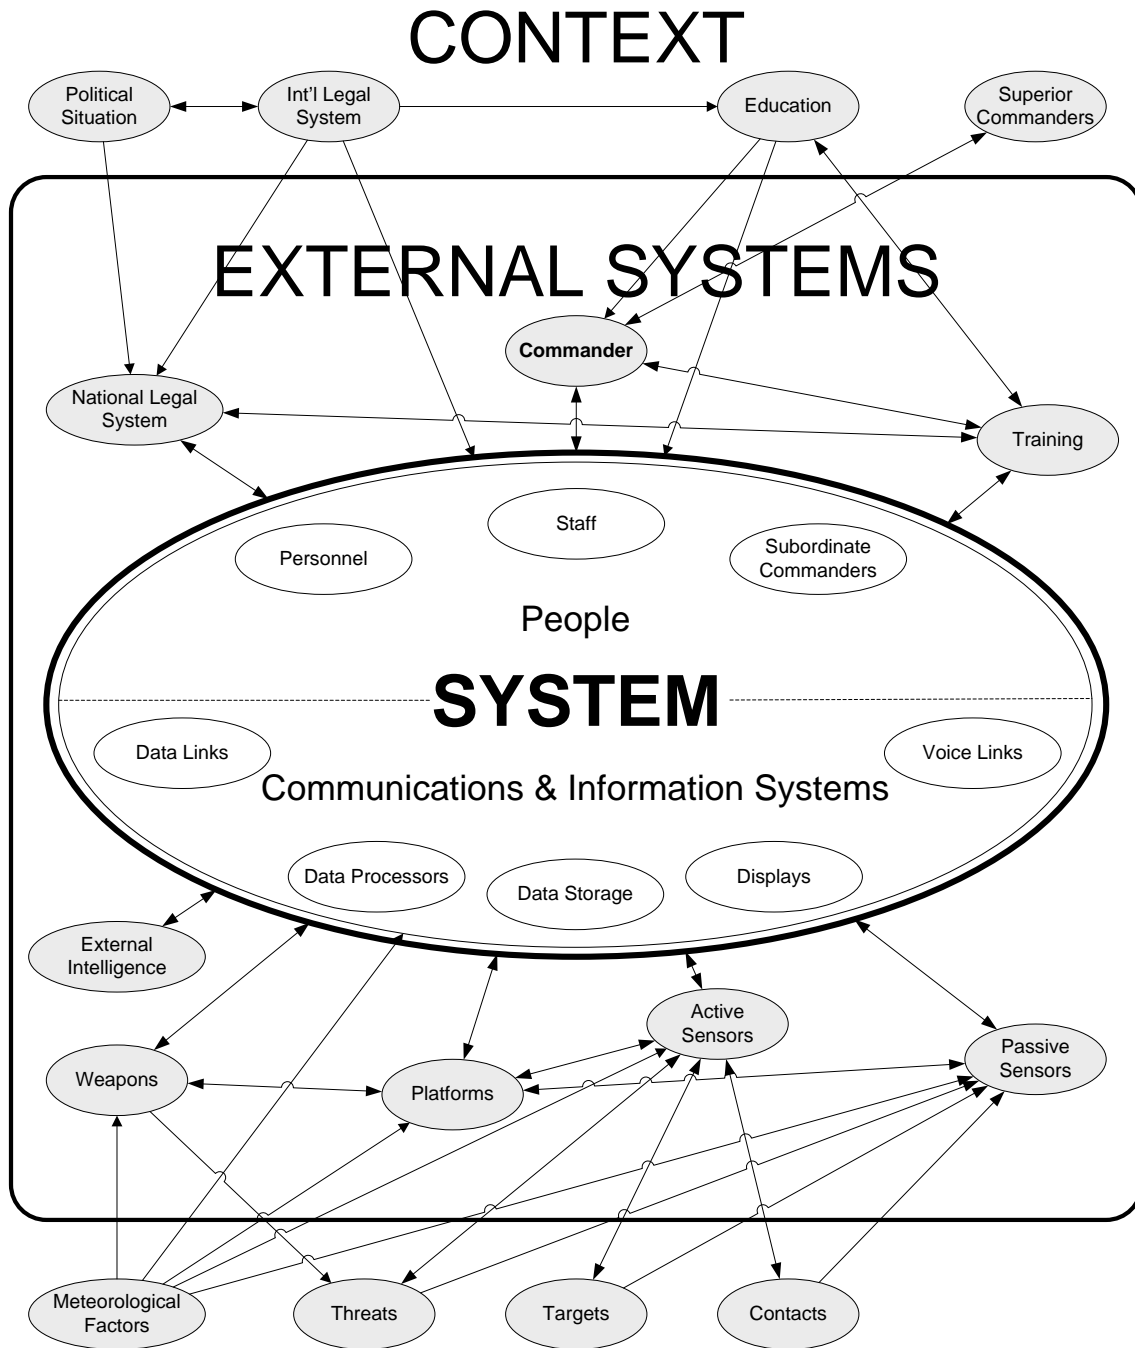 CONTEXT
Political
Situation
Int'l Legal
System
Education
Superior
Commanders
EXTERNAL SYSTEMS
Commander
National Legal
System
Training
Staff
Personnel
Subordinate
Commanders
People
SYSTEM
Data Links
Voice Links
Communications & Information Systems
Data Processors
Data Storage
Displays
External
Intelligence
Active
Sensors
Passive
Sensors
Weapons
Platforms
Meteorological
Factors
Threats
Targets
Contacts